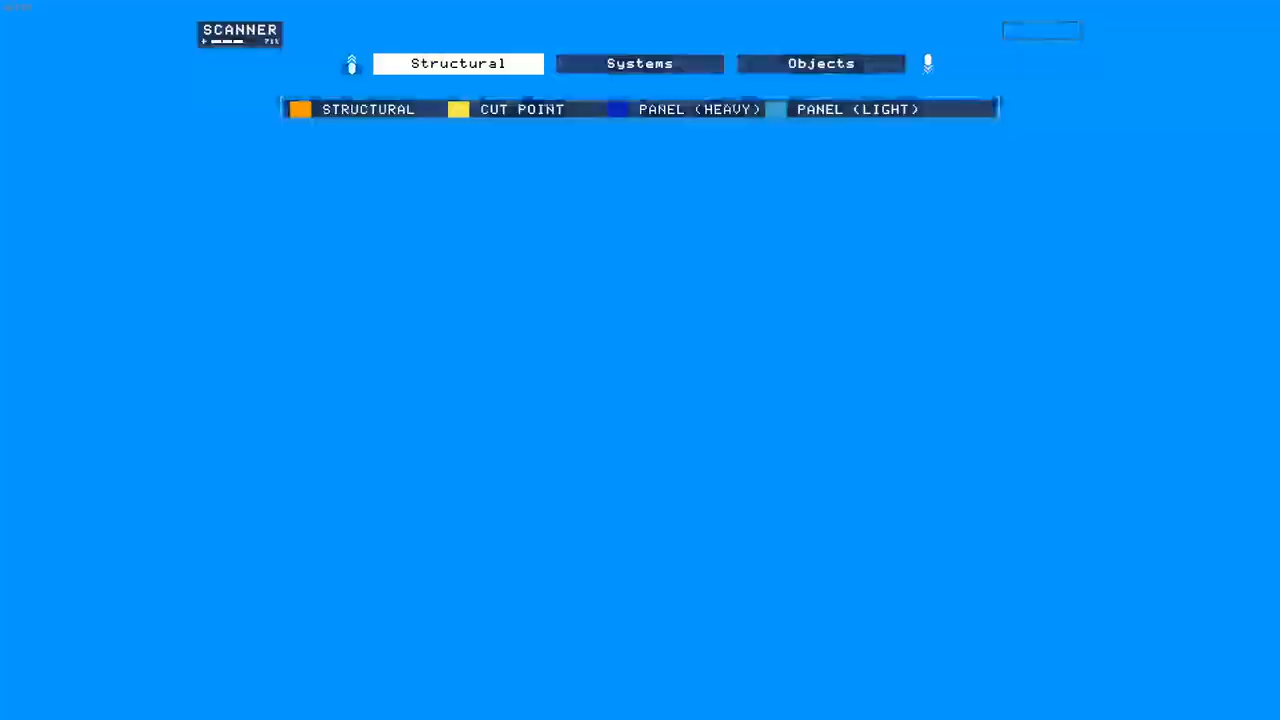 SCANNER
Structural
Systems
Objects
STRUCTURAL
CUT POINT
PANEL (HEAVY)
PANEL (LIGHT)